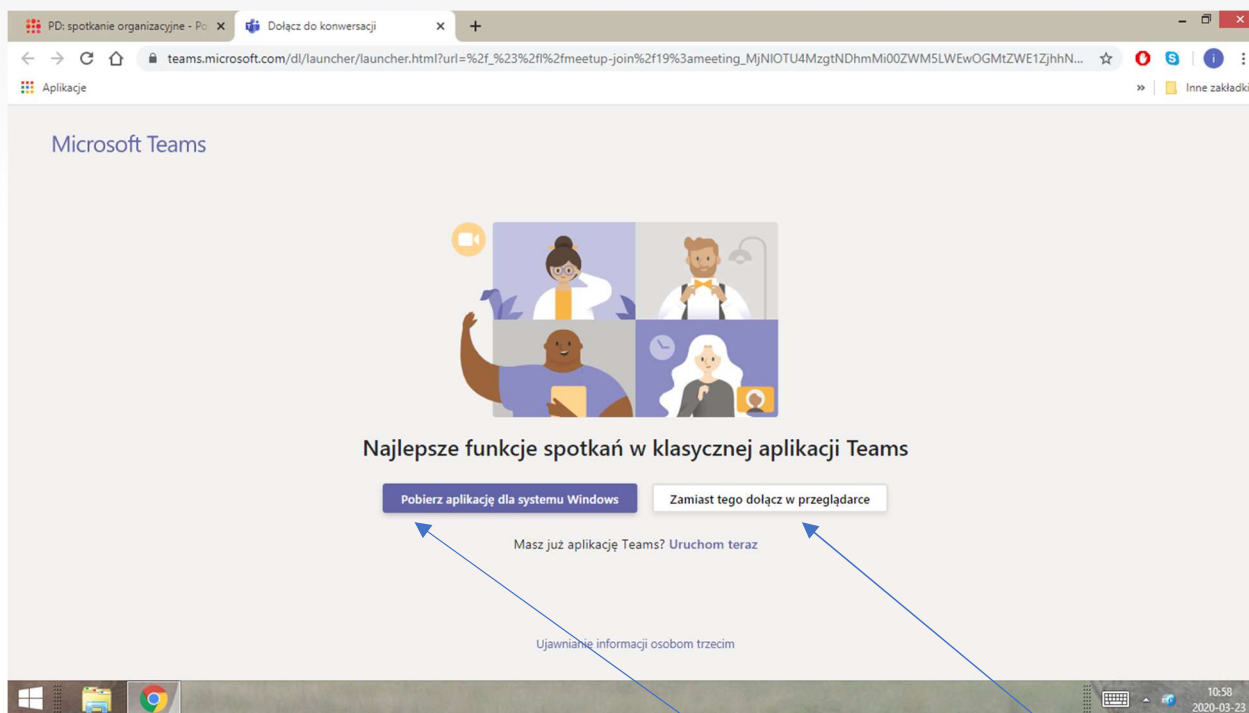 PD: spotkanie organizacyjne - Po
Dołącz do konwersacji
teams.microsoft.com/dl/launcher/launcher.html?url=%2f_%23%2fl%2fmeetup-join%2f19%3ameeting_MjNlOTU4MzgtNDhmMi00ZWM5LWEwOGMtZWE1ZjhhN...
Aplikacje
» Inne zakładki
Microsoft Teams
Najlepsze funkcje spotkań w klasycznej aplikacji Teams
Pobierz aplikację dla systemu Windows
Zamiast tego dołącz w przeglądarce
Masz już aplikację Teams? Uruchom teraz
Ujawnianie informacji osobom trzecim
10:58
2020-03-23